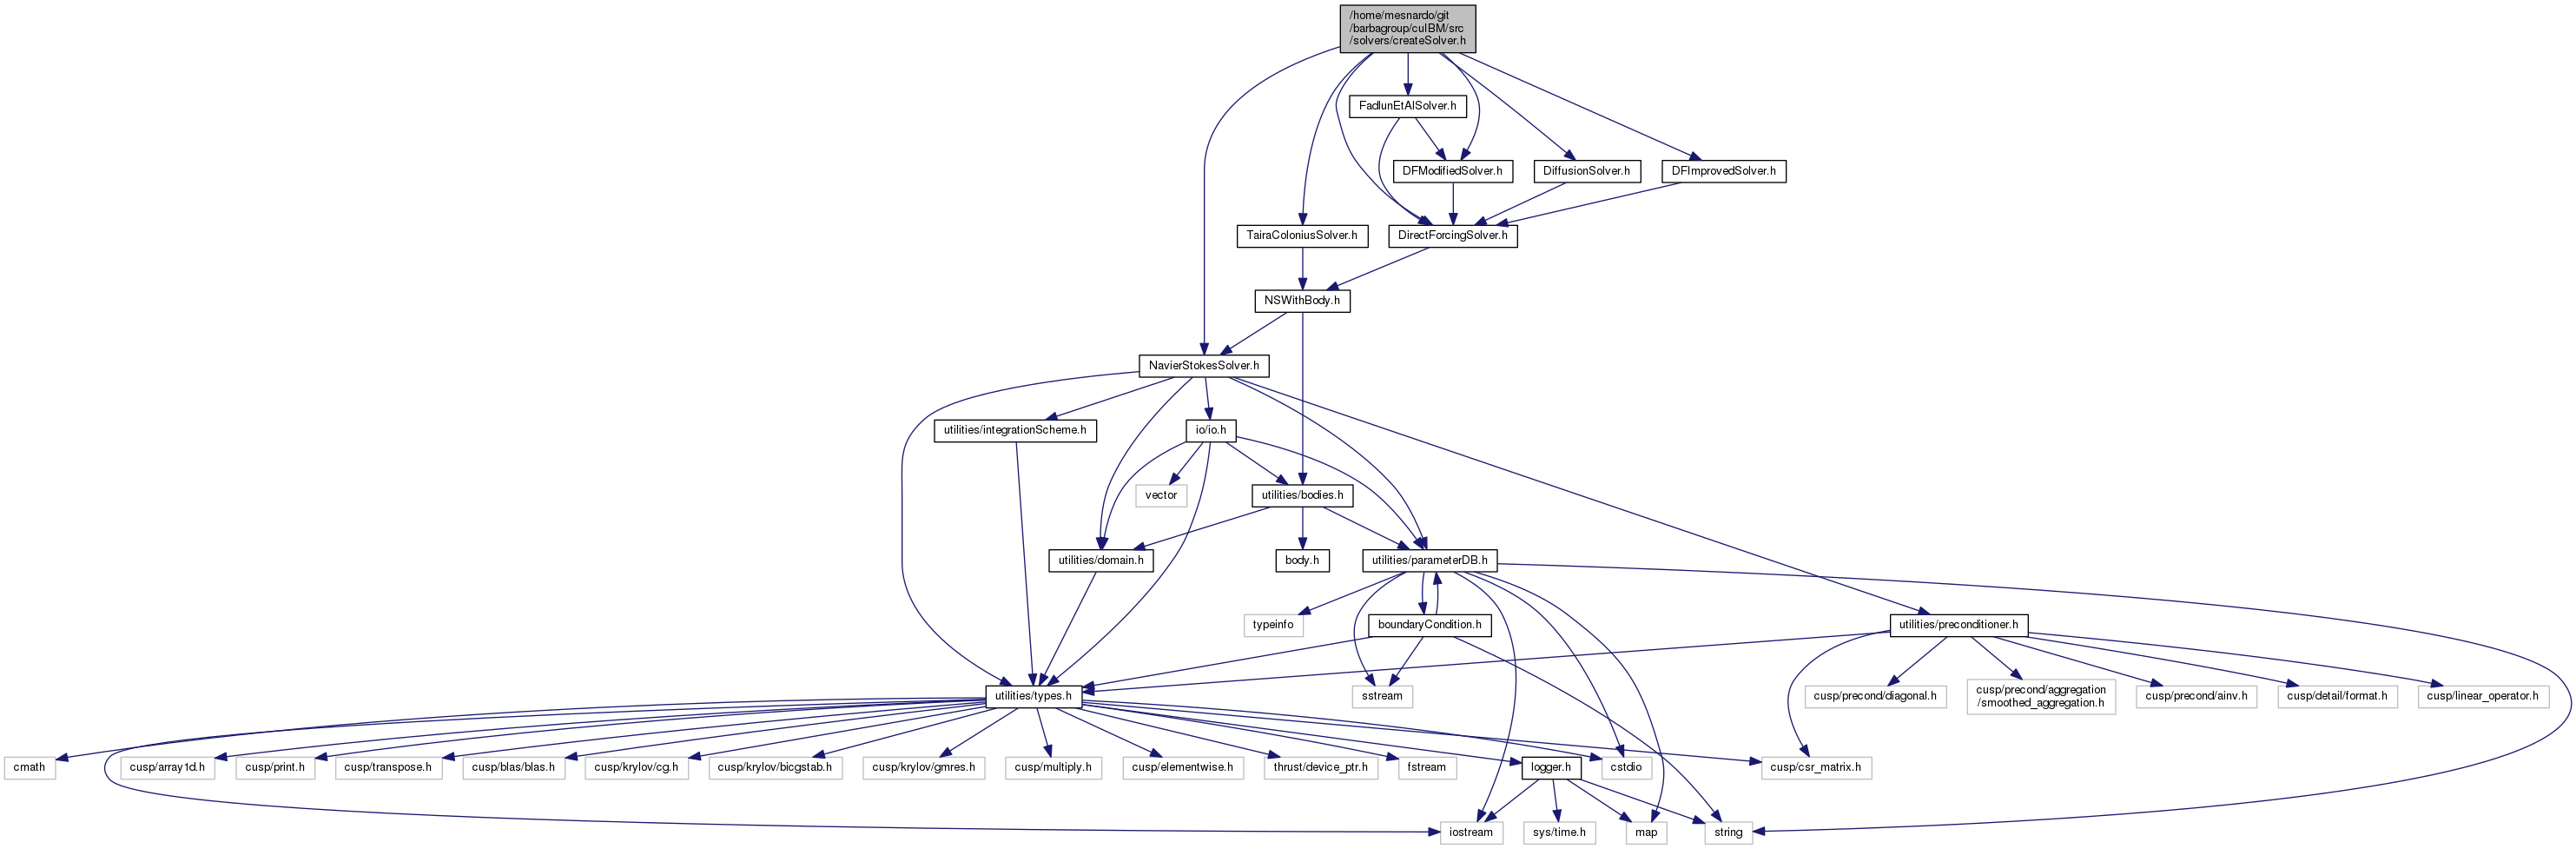 /home/mesnardo/git
/barbagroup/cuIBM/src
/solvers/createSolver.h
FadlunEtAlSolver.h
DFModifiedSolver.h
DiffusionSolver.h
DFImprovedSolver.h
TairaColoniusSolver.h
DirectForcingSolver.h
NSWithBody.h
NavierStokesSolver.h
utilities/integrationScheme.h
io/io.h
vector
utilities/bodies.h
utilities/domain.h
body.h
utilities/parameterDB.h
typeinfo
boundaryCondition.h
utilities/preconditioner.h
utilities/types.h
sstream
cusp/precond/diagonal.h
cusp/precond/aggregation
/smoothed_aggregation.h
cusp/precond/ainv.h
cusp/detail/format.h
cusp/linear_operator.h
cmath
cusp/array1d.h
cusp/print.h
cusp/transpose.h
cusp/blas/blas.h
cusp/krylov/cg.h
cusp/krylov/bicgstab.h
cusp/krylov/gmres.h
cusp/multiply.h
cusp/elementwise.h
thrust/device_ptr.h
fstream
logger.h
cstdio
cusp/csr_matrix.h
iostream
sys/time.h
map
string